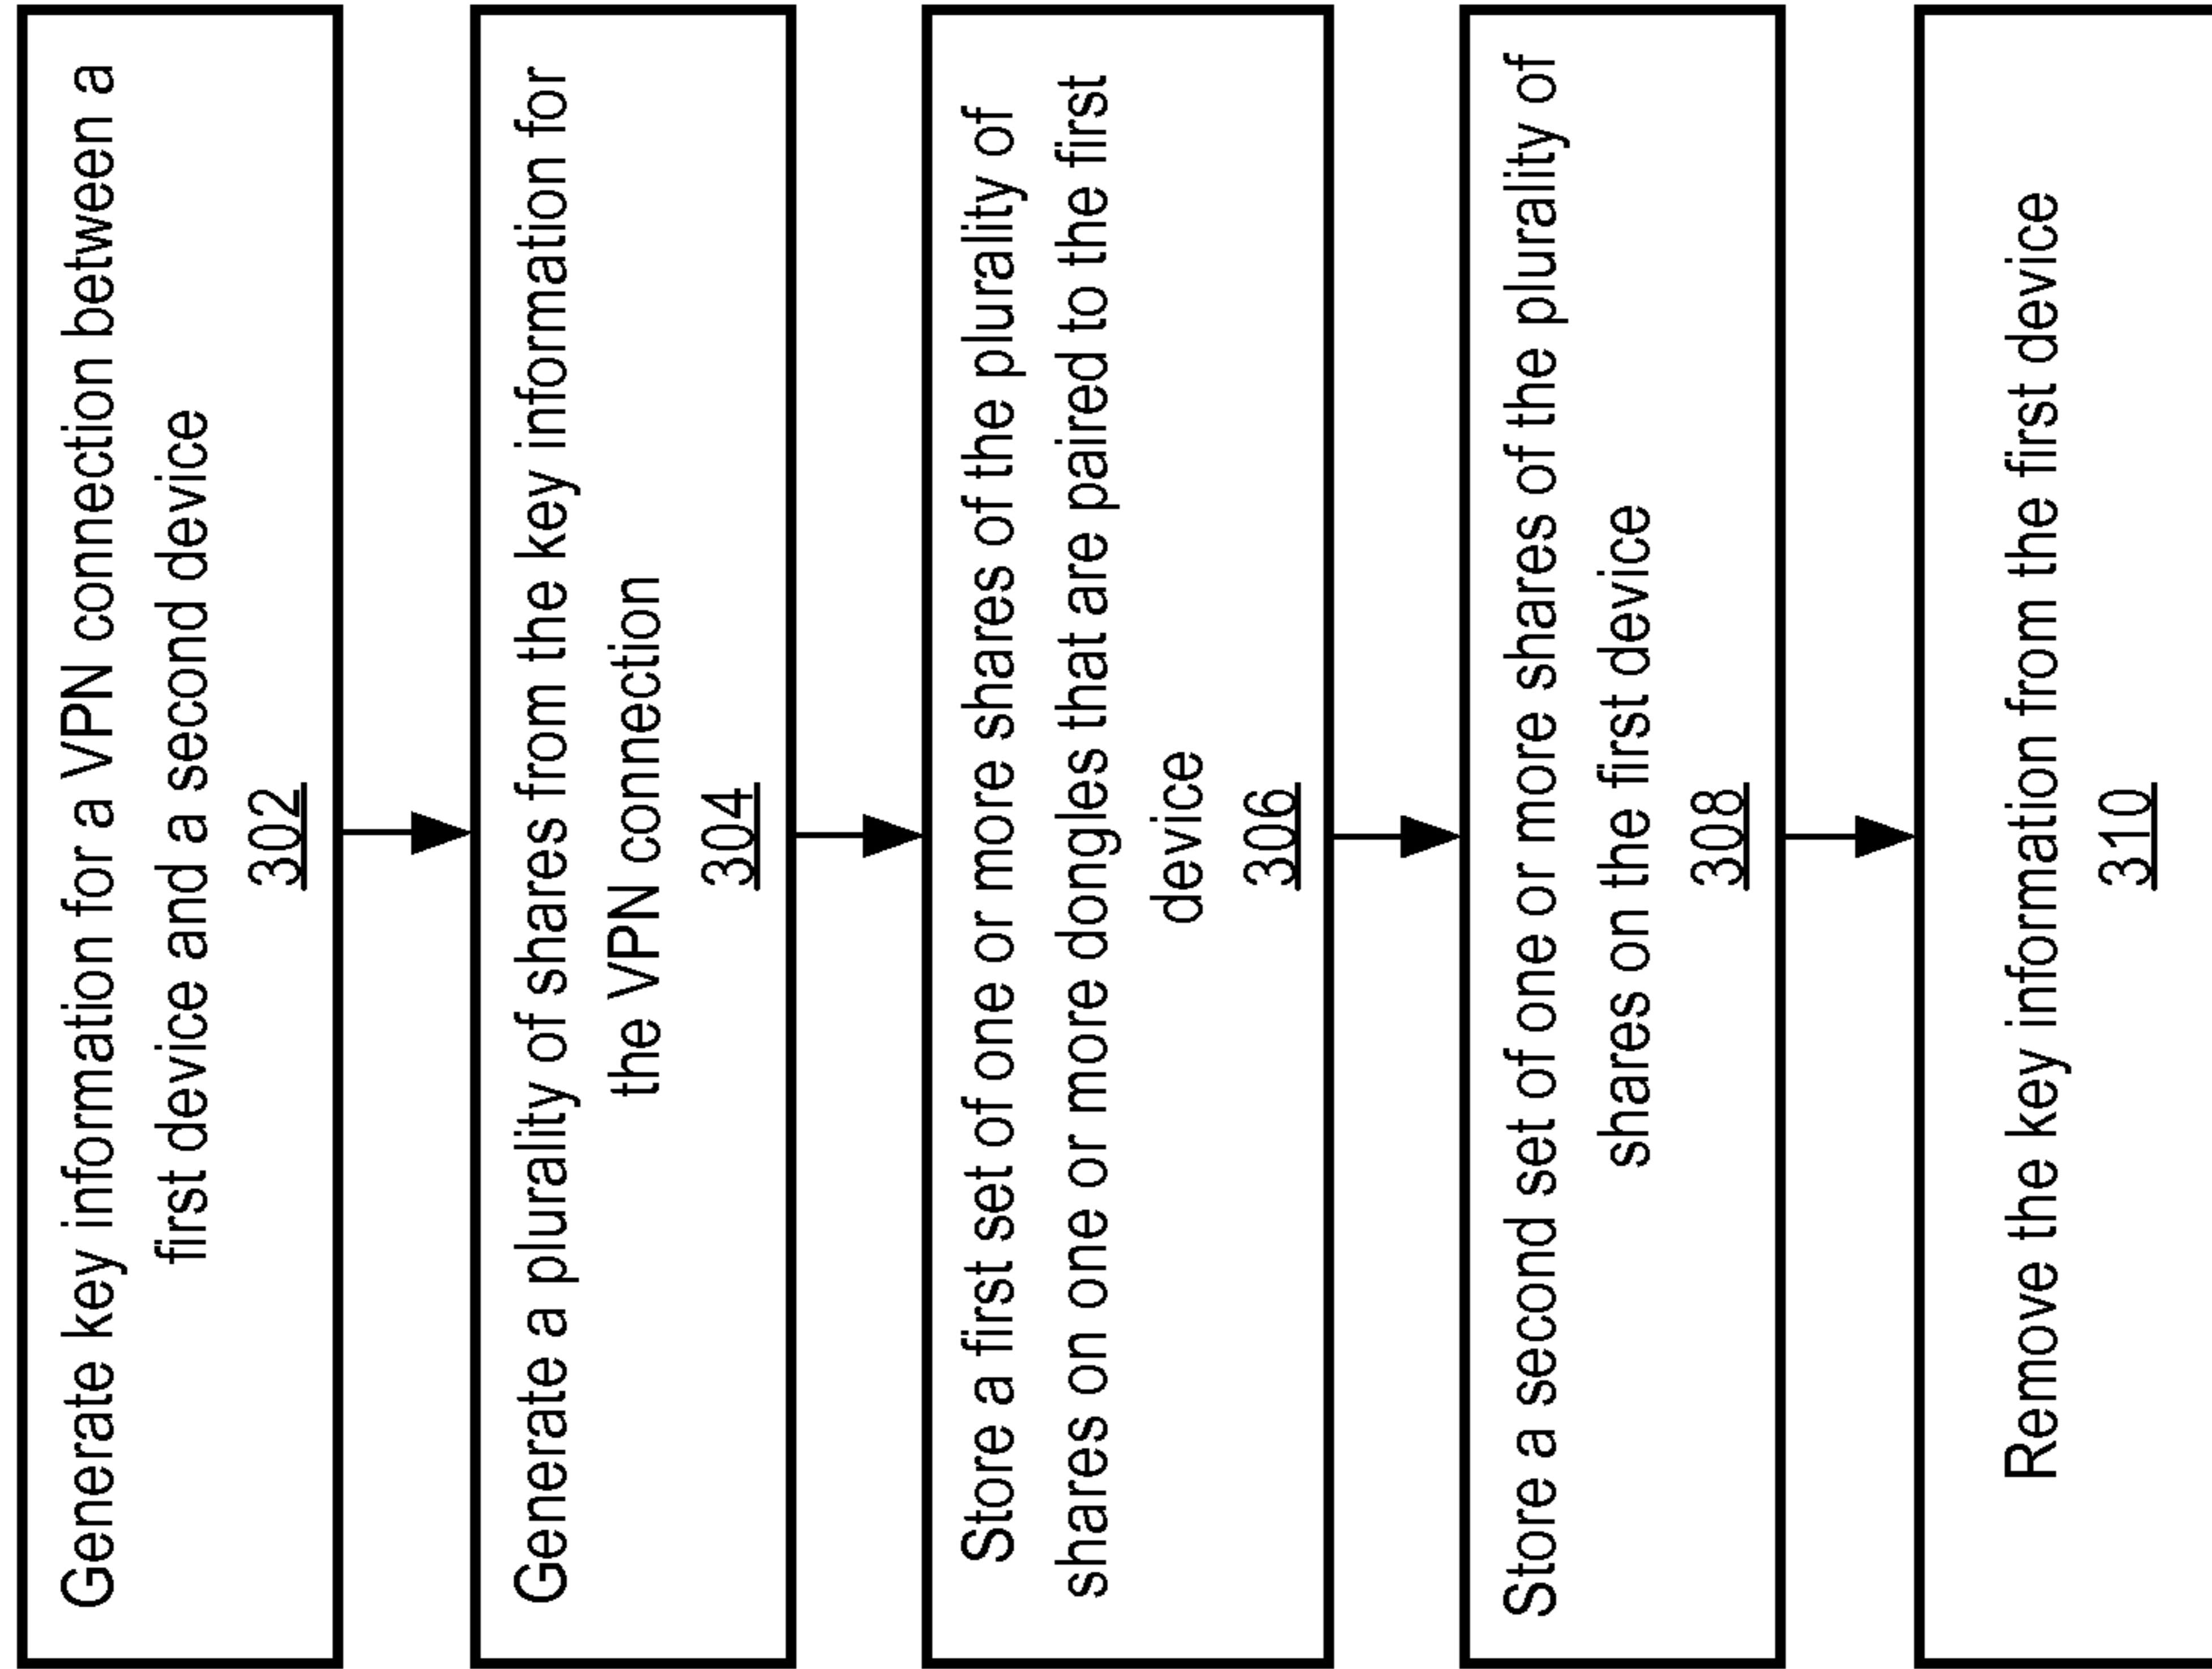 Generate key information for a VPN connection between a
first device and a second device
302
Generate a plurality of shares from the key information for
the VPN connection
304
Store a first set of one or more shares of the plurality of
shares on one or more dongles that are paired to the first
device
306
Store a second set of one or more shares of the plurality of
shares on the first device
308
Remove the key information from the first device
310